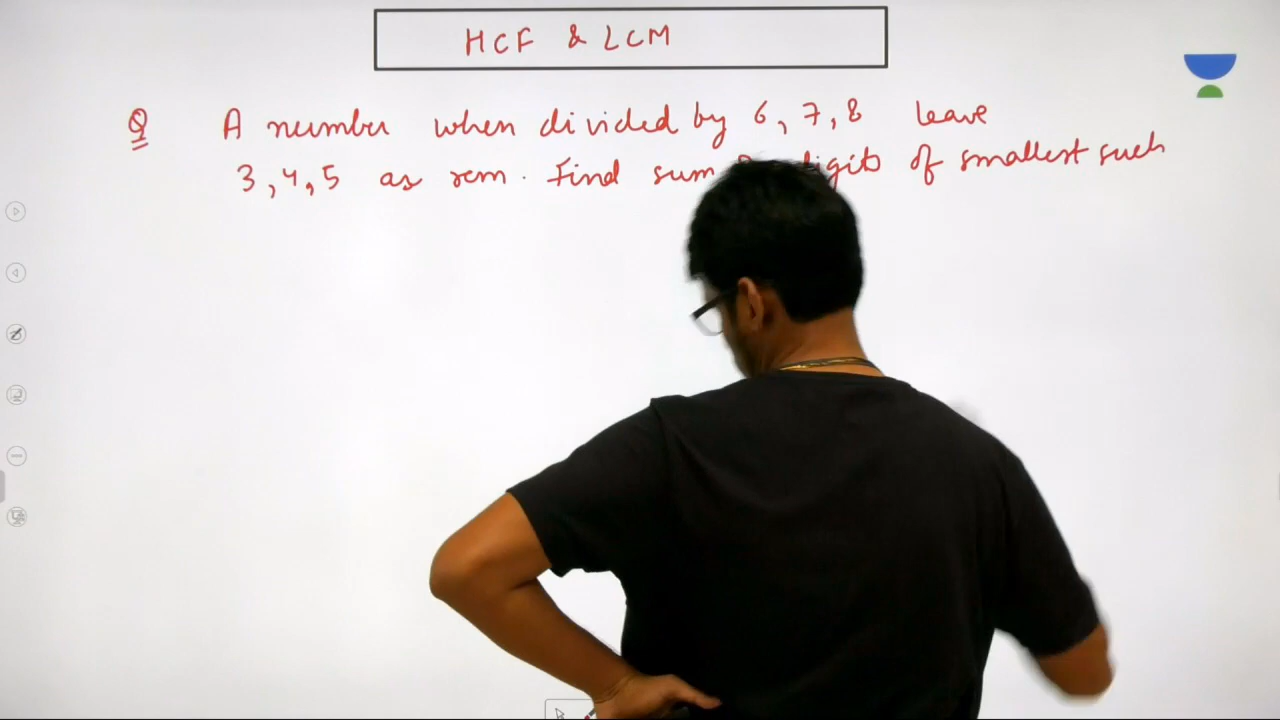 HCF & LCM
Q A number when divided by 6, 7, 8 leave
3, 4, 5 as rem. Find sum digits of smallest such